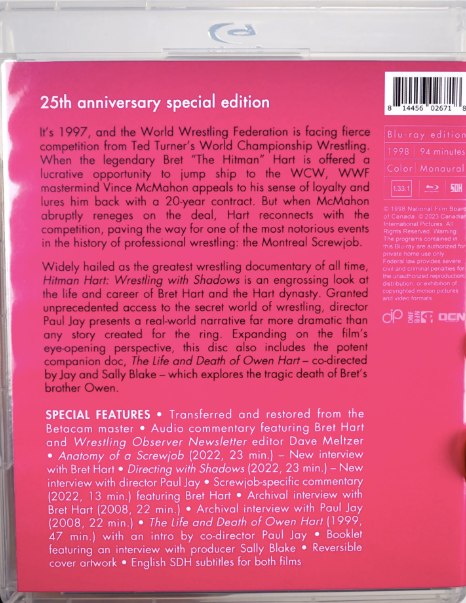 25th anniversary special edition
It's 1997, and the World Wrestling Federation is facing fierce
competition from Ted Turner's World Championship Wrestling.
When the legendary Bret "The Hitman" Hart is offered a
lucrative opportunity to jump ship to the WCW, WWF
mastermind Vince McMahon appeals to his sense of loyalty and
lures him back with a 20-year contract. But when McMahon
abruptly reneges on the deal, Hart reconnects with the
competition, paving the way for one of the most notorious events
in the history of professional wrestling: the Montreal Screwjob.
Widely hailed as the greatest wrestling documentary of all time,
Hitman Hart: Wrestling with Shadows is an engrossing look at
the life and career of Bret Hart and the Hart dynasty. Granted
unprecedented access to the secret world of wrestling, director
Paul Jay presents a real-world narrative far more dramatic than
any story created for the ring. Expanding on the film's
eye-opening perspective, this disc also includes the potent
companion doc, The Life and Death of Owen Hart – co-directed
by Jay and Sally Blake – which explores the tragic death of Bret's
brother Owen.
SPECIAL FEATURES • Transferred and restored from the
Betacam master • Audio commentary featuring Bret Hart
and Wrestling Observer Newsletter editor Dave Meltzer
• Anatomy of a Screwjob (2022, 23 min.) – New interview
with Bret Hart • Directing with Shadows (2022, 23 min.) – New
interview with director Paul Jay • Screwjob-specific commentary
(2022, 13 min.) featuring Bret Hart • Archival interview with
Bret Hart (2008, 22 min.) • Archival interview with Paul Jay
(2008, 22 min.) • The Life and Death of Owen Hart (1999,
47 min.) with an intro by co-director Paul Jay • Booklet
featuring an interview with producer Sally Blake • Reversible
cover artwork • English SDH subtitles for both films
8 14456 02671 8
Blu-ray edition
1998 94 minutes
Color Monaural
1.33:1
SDH
© 1998 National Film Board
of Canada. © 2023 Canadian
International Pictures. All
Rights Reserved. Warning:
The programs contained in
this Blu-ray are authorized for
private home use only.
Federal law provides severe
civil and criminal penalties for
the unauthorized reproduction,
distribution, or exhibition of
copyrighted motion pictures
and video formats.
cip
OCN